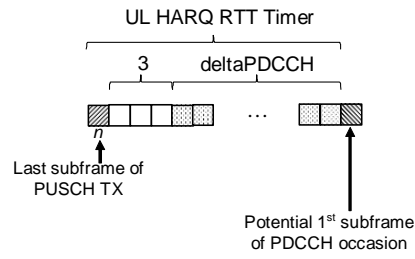 UL HARQ RTT Timer
3 deltaPDCCH
...
n
Last subframe of
PUSCH TX
Potential 1st subframe
of PDCCH occasion